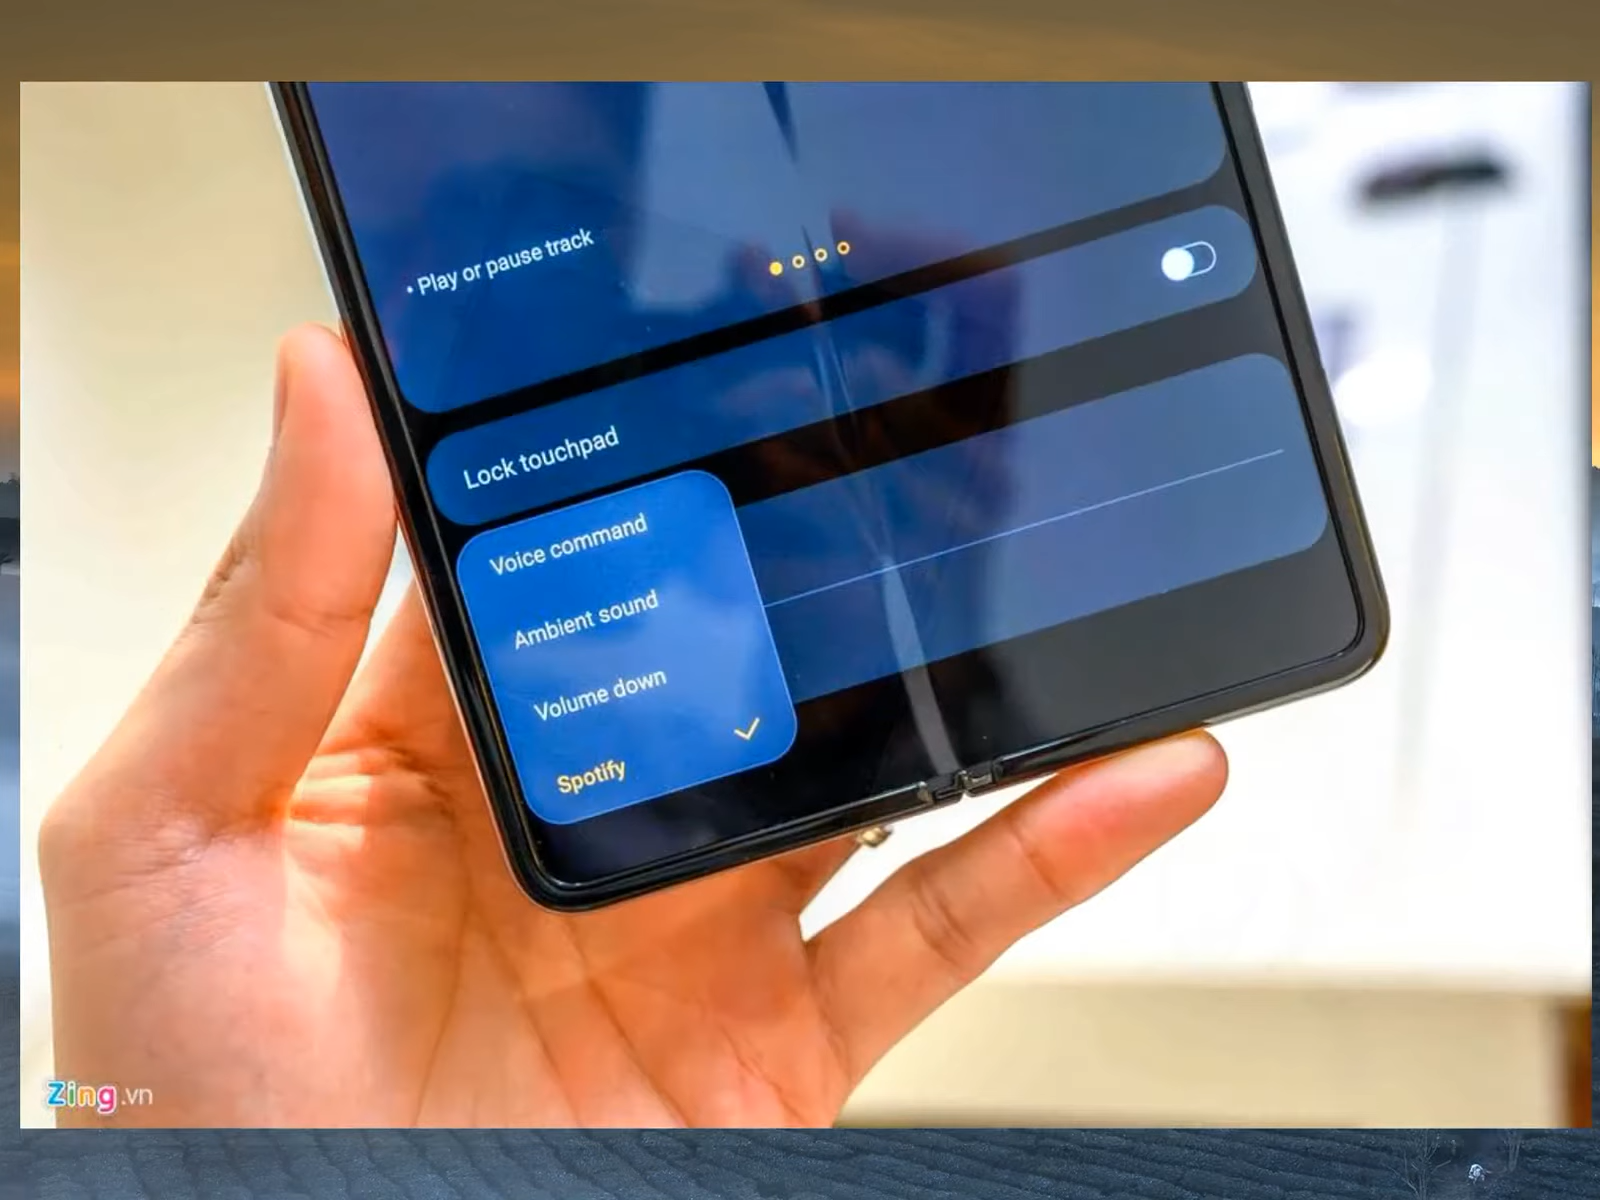 • Play or pause track
Lock touchpad
Voice command
Ambient sound
Volume down
Spotify
Zing.vn